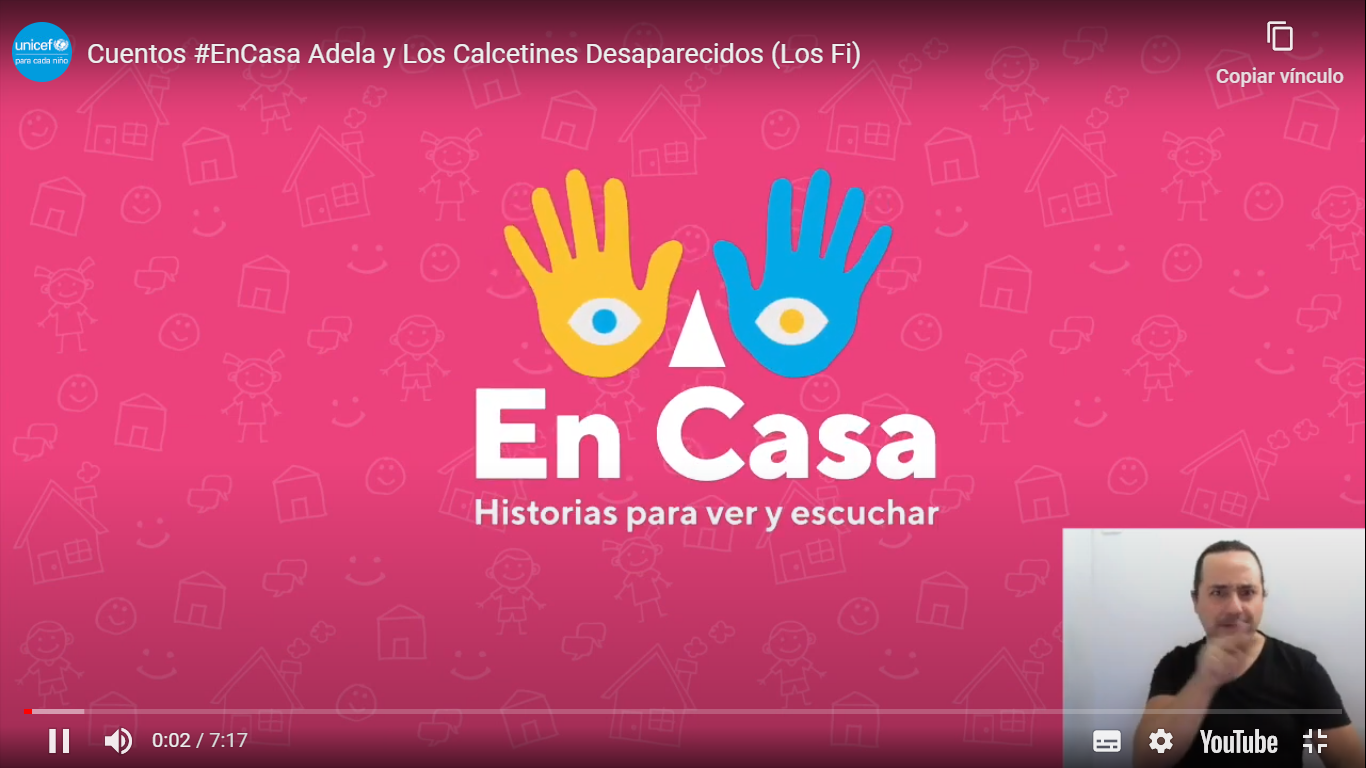 unicef
para cada niño
Cuentos #EnCasa Adela y Los Calcetines Desaparecidos (Los Fi)
Copiar vínculo
En Casa
Historias para ver y escuchar
0:02 / 7:17
YouTube